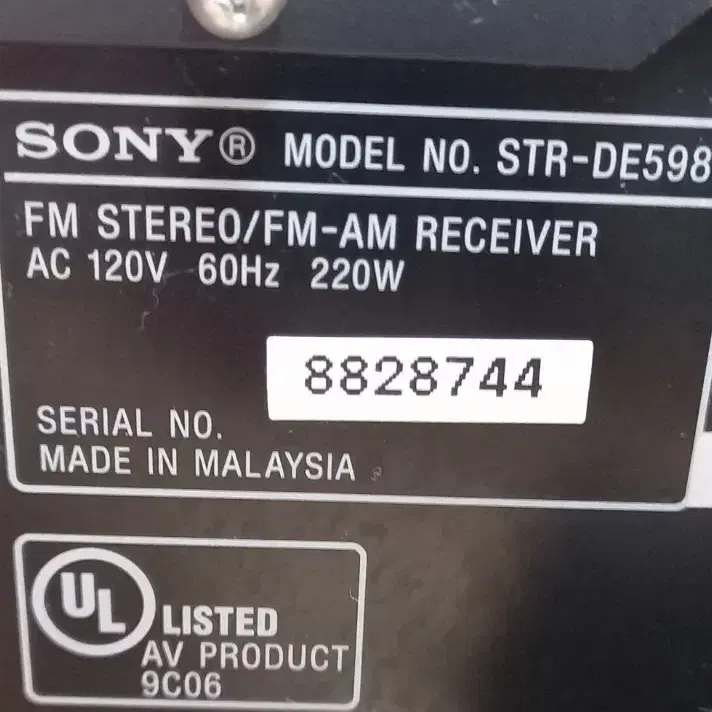 SONY® MODEL NO. STR-DE598
FM STEREO/FM-AM RECEIVER
AC 120V 60Hz 220W
8828744
SERIAL NO.
MADE IN MALAYSIA
UL LISTED
AV PRODUCT
9C06